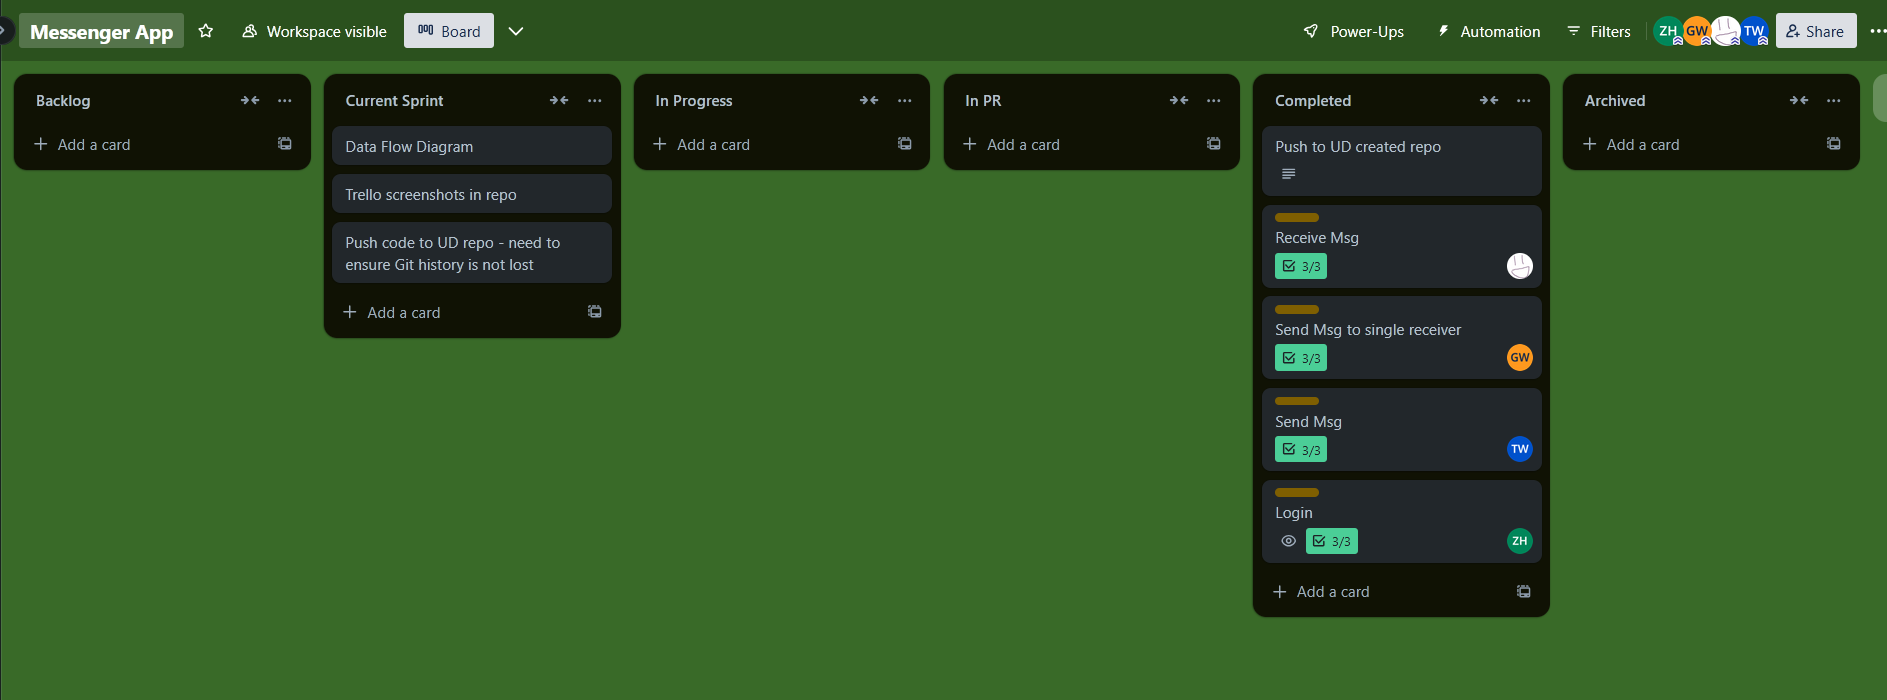 Messenger App
Workspace visible
Board
Power-Ups
Automation
Filters
ZH
GW
TW
Share
Backlog
Add a card
Current Sprint
Data Flow Diagram
Trello screenshots in repo
Push code to UD repo - need to
ensure Git history is not lost
Add a card
In Progress
Add a card
In PR
Add a card
Completed
Push to UD created repo
Receive Msg
3/3
Send Msg to single receiver
3/3
GW
Send Msg
3/3
TW
Login
3/3
ZH
Add a card
Archived
Add a card